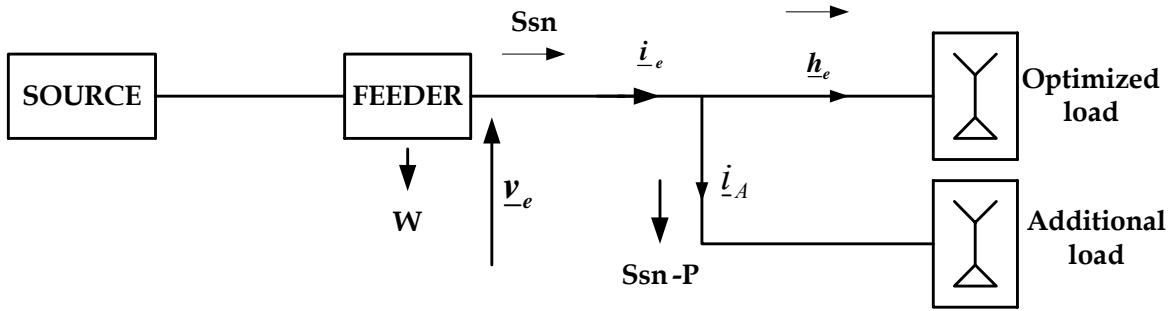 Ssn
i e
h e
SOURCE
FEEDER
Optimized
load
W
v e
i A
Ssn-P
Additional
load